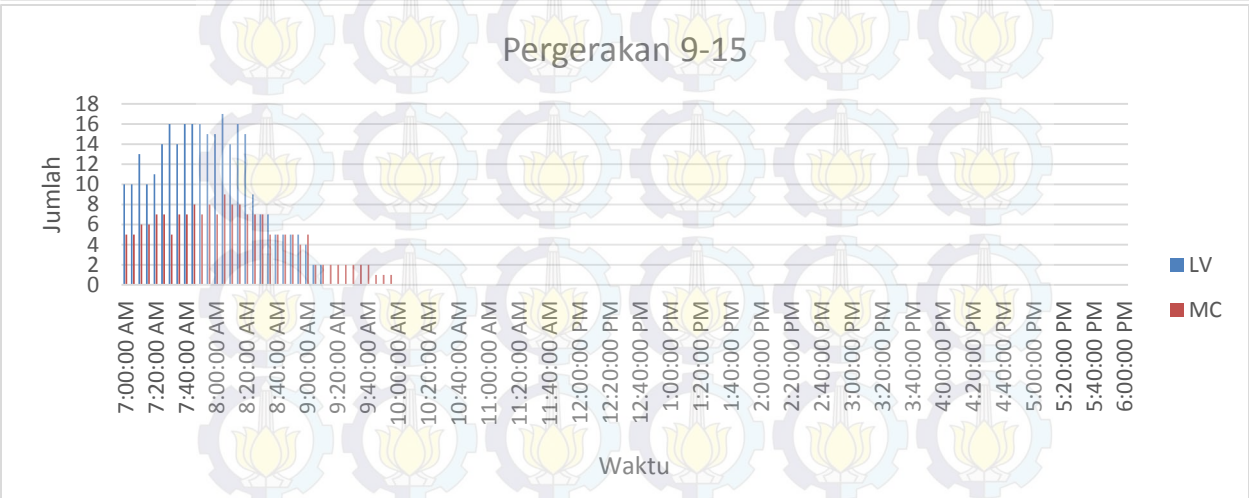 Pergerakan 9-15
Jumlah
18
16
14
12
10
8
6
4
2
0
7:00:00 AM
7:20:00 AM
7:40:00 AM
8:00:00 AM
8:20:00 AM
8:40:00 AM
9:00:00 AM
9:20:00 AM
9:40:00 AM
10:00:00 AM
10:20:00 AM
10:40:00 AM
11:00:00 AM
11:20:00 AM
11:40:00 AM
12:00:00 PM
12:20:00 PM
12:40:00 PM
1:00:00 PM
1:20:00 PM
1:40:00 PM
2:00:00 PM
2:20:00 PM
2:40:00 PM
3:00:00 PM
3:20:00 PM
3:40:00 PM
4:00:00 PM
4:20:00 PM
4:40:00 PM
5:00:00 PM
5:20:00 PM
5:40:00 PM
6:00:00 PM
Waktu
LV
MC